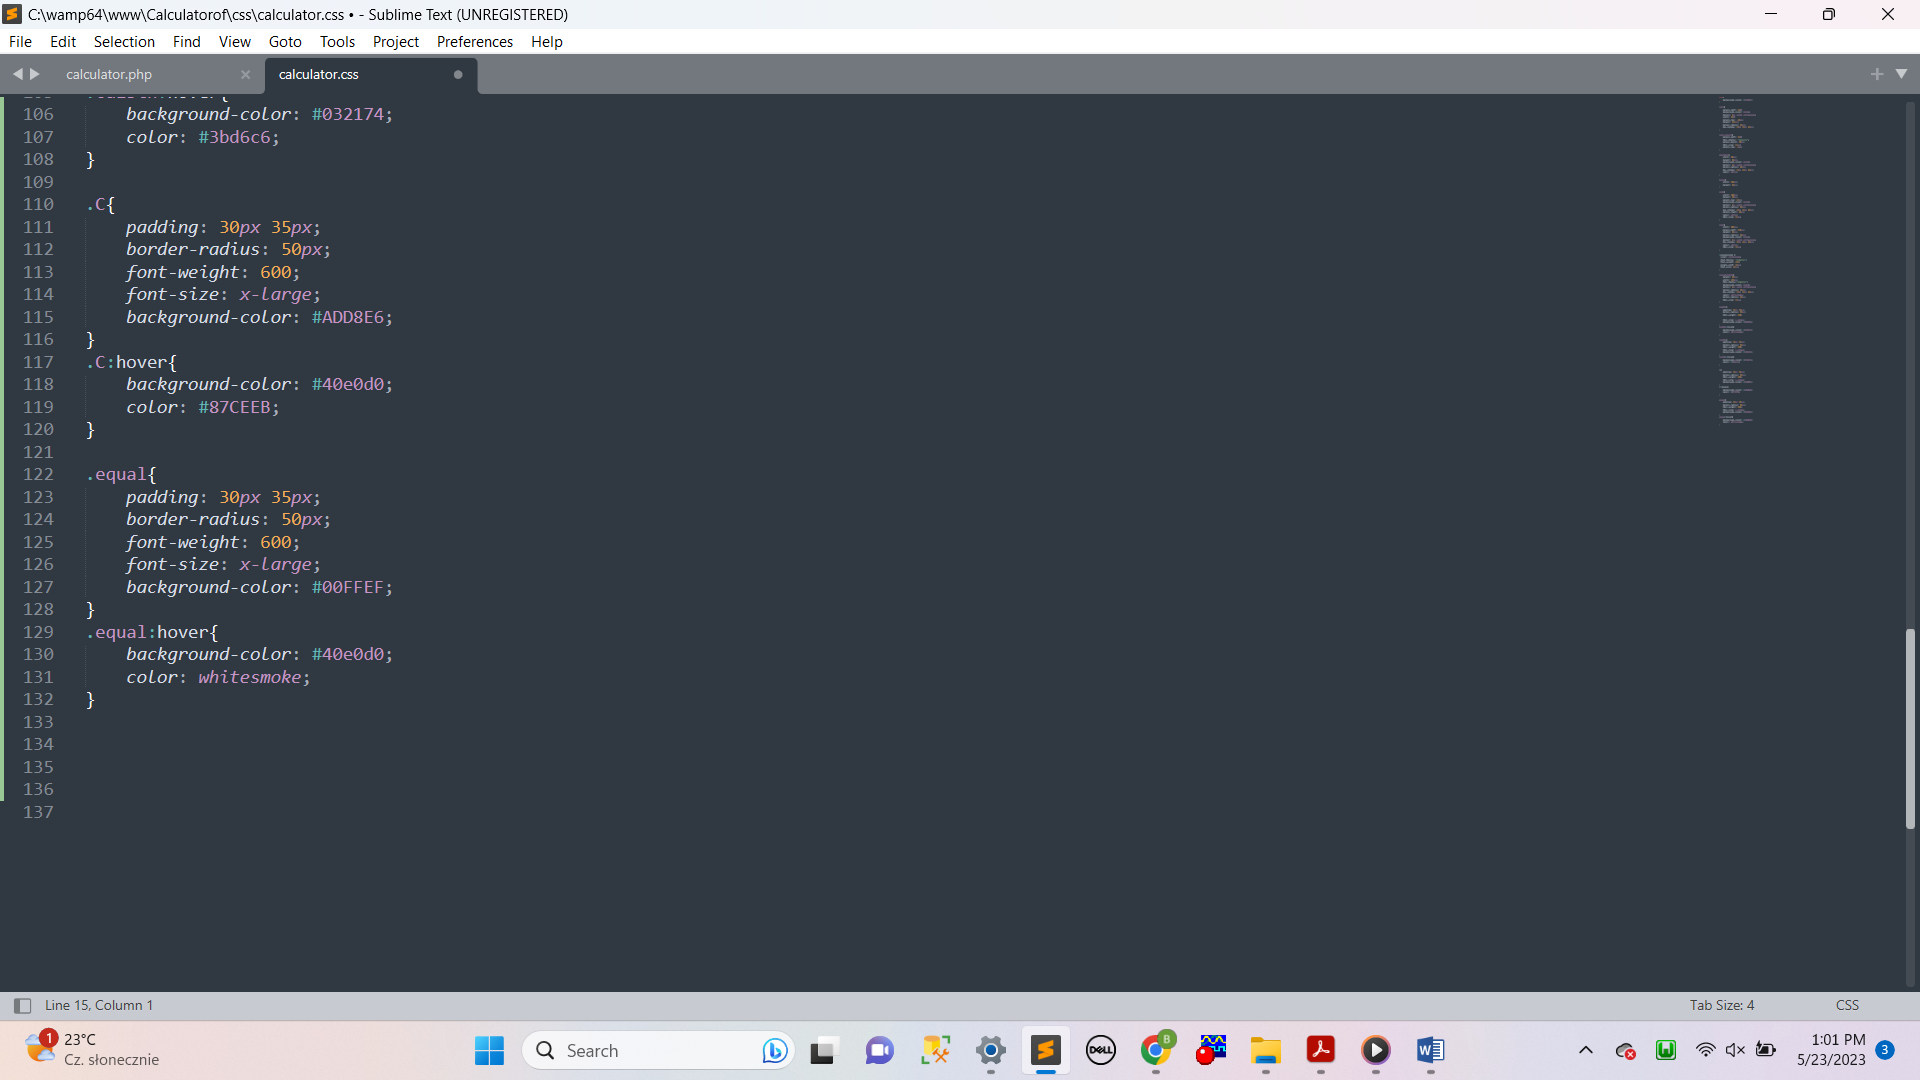 C:\wamp64\www\Calculatorof\css\calculator.css • - Sublime Text (UNREGISTERED)
File Edit Selection Find View Goto Tools Project Preferences Help
calculator.php calculator.css
106 background-color: #032174;
107 color: #3bd6c6;
108 }
109
110 .C{
111 padding: 30px 35px;
112 border-radius: 50px;
113 font-weight: 600;
114 font-size: x-large;
115 background-color: #ADD8E6;
116 }
117 .C:hover{
118 background-color: #40e0d0;
119 color: #87CEEB;
120 }
121
122 .equal{
123 padding: 30px 35px;
124 border-radius: 50px;
125 font-weight: 600;
126 font-size: x-large;
127 background-color: #00FFEF;
128 }
129 .equal:hover{
130 background-color: #40e0d0;
131 color: whitesmoke;
132 }
133
134
135
136
137
Line 15, Column 1 Tab Size: 4 CSS
1 23°C
Cz. słonecznie
Search
DELL
B
1:01 PM
5/23/2023 3